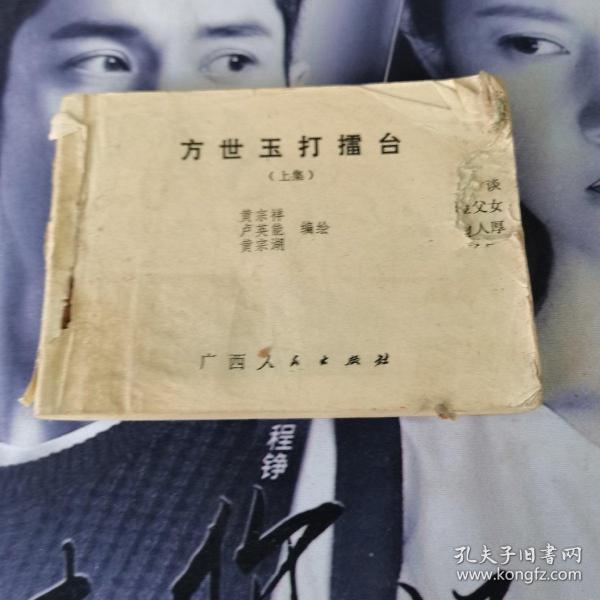 方世玉打擂台
（上集）
黄宗祥
卢英能 编绘
黄宗湖
广西人民出版社
谈
父女
人厚
程铮
你
孔夫子旧书网
www.kongfz.com